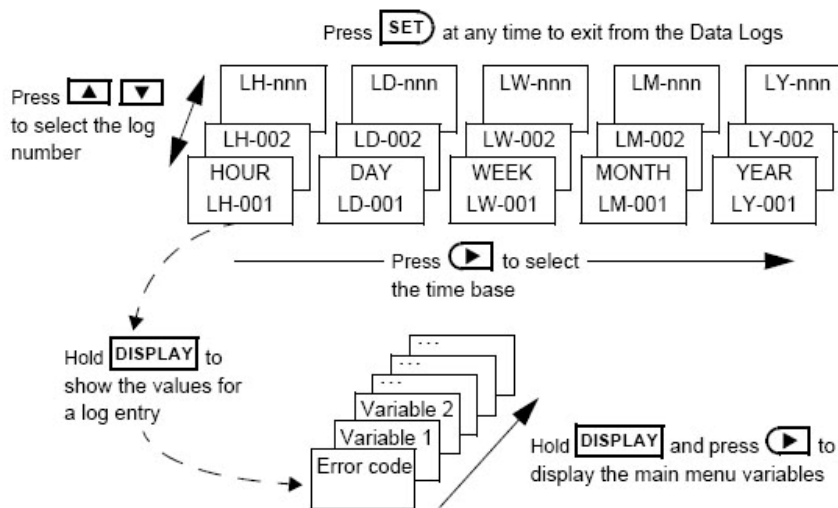 Press SET at any time to exit from the Data Logs
Press ▲ ▼
to select the log
number
LH-nnn LD-nnn LW-nnn LM-nnn LY-nnn
LH-002 LD-002 LW-002 LM-002 LY-002
HOUR DAY WEEK MONTH YEAR
LH-001 LD-001 LW-001 LM-001 LY-001
Press ▶ to select
the time base
Hold DISPLAY to
show the values for
a log entry
...
...
...
Variable 2
Variable 1
Error code
Hold DISPLAY and press ▶ to
display the main menu variables